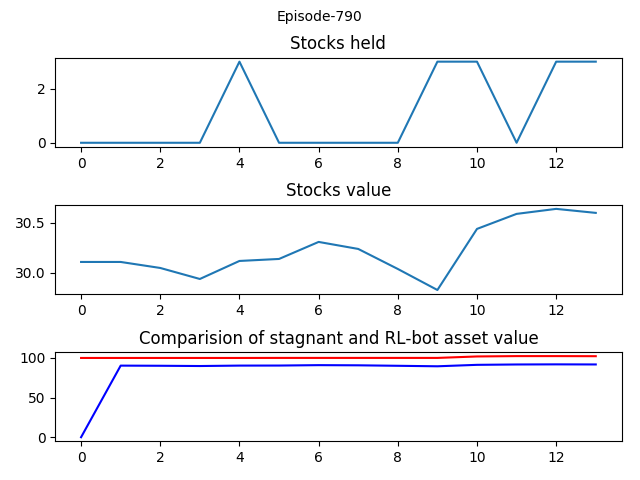 Episode-790
Stocks held
2
0
0 2 4 6 8 10 12
Stocks value
30.5
30.0
0 2 4 6 8 10 12
Comparision of stagnant and RL-bot asset value
100
50
0
0 2 4 6 8 10 12